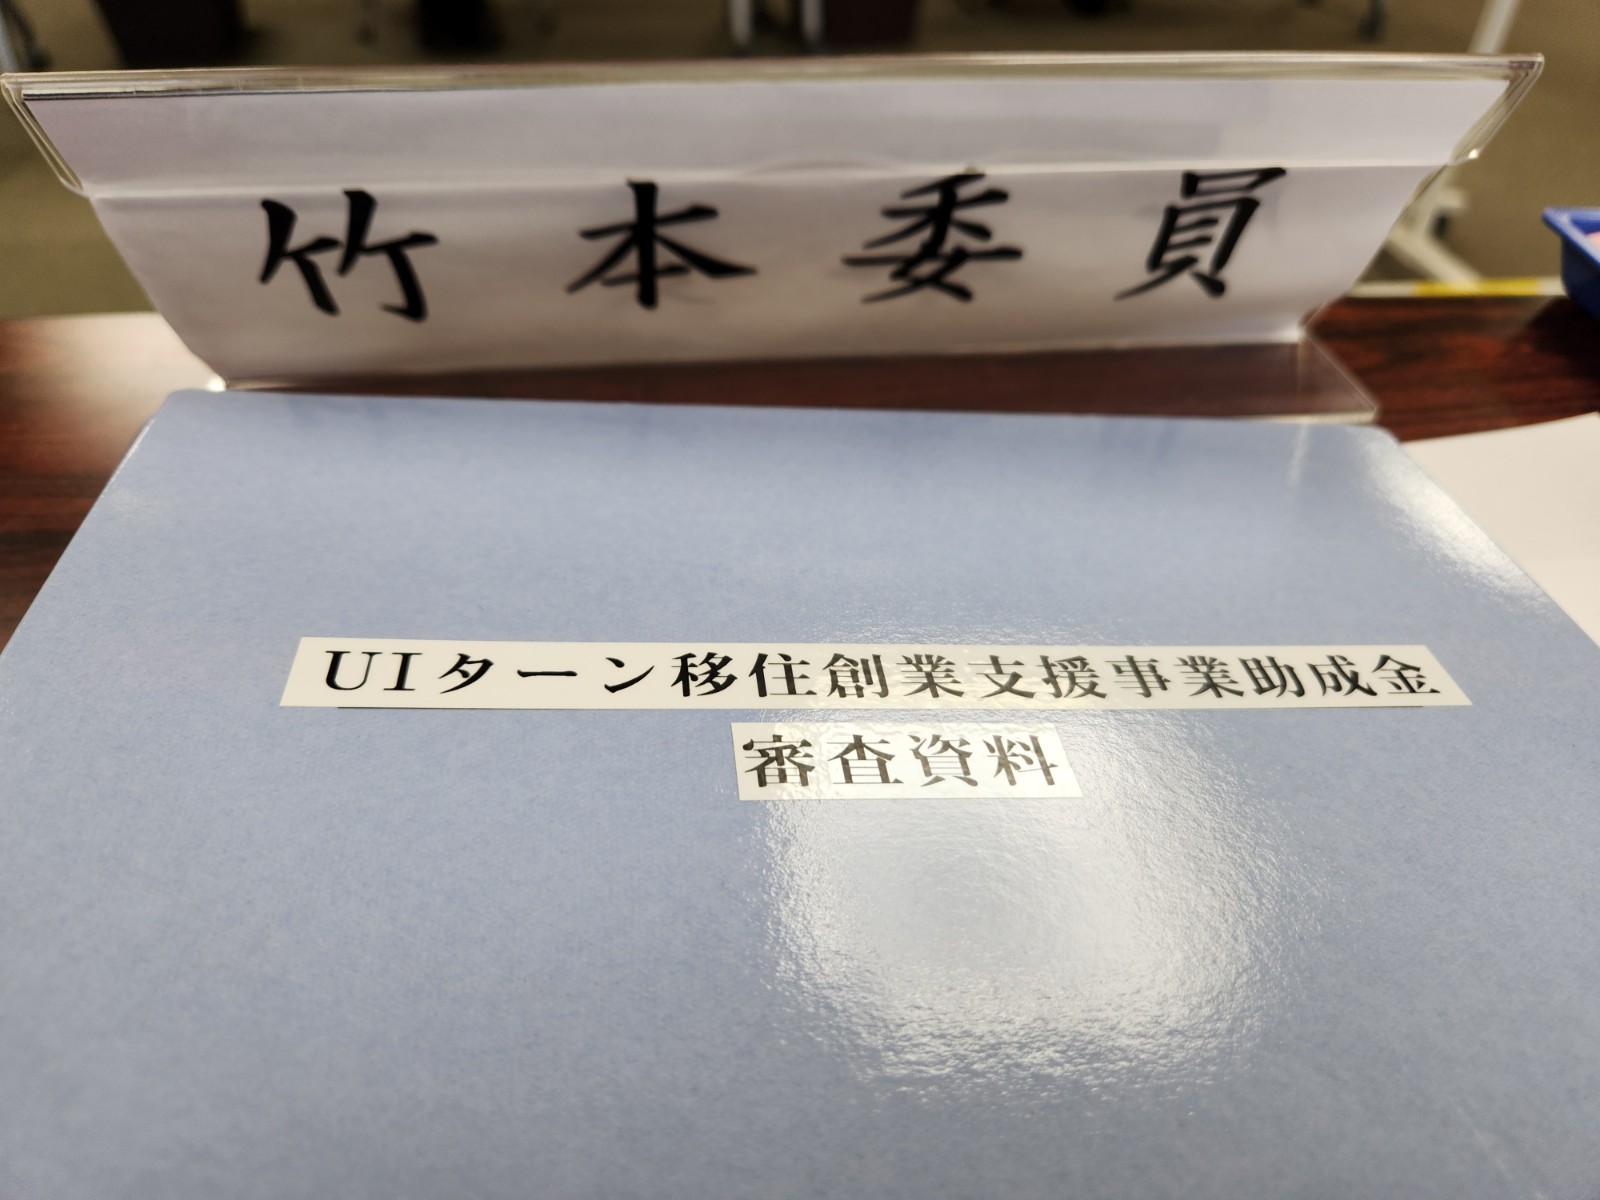 竹本委員
UIターン移住創業支援事業助成金
審査資料